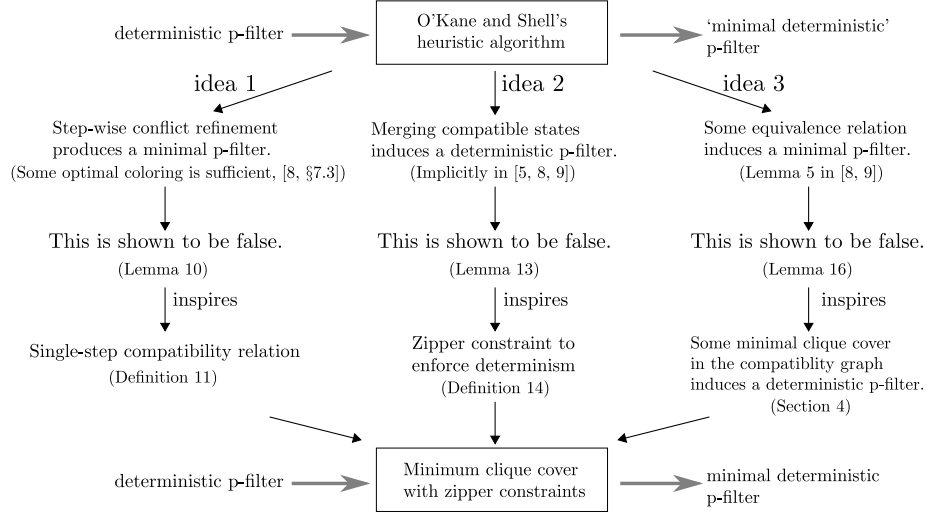 deterministic p-filter
O'Kane and Shell's
heuristic algorithm
'minimal deterministic'
p-filter
idea 1
idea 2
idea 3
Step-wise conflict refinement
produces a minimal p-filter.
(Some optimal coloring is sufficient, [8, §7.3])
Merging compatible states
induces a deterministic p-filter.
(Implicitly in [5, 8, 9])
Some equivalence relation
induces a minimal p-filter.
(Lemma 5 in [8, 9])
This is shown to be false.
(Lemma 10)
This is shown to be false.
(Lemma 13)
This is shown to be false.
(Lemma 16)
inspires
inspires
inspires
Single-step compatibility relation
(Definition 11)
Zipper constraint to
enforce determinism
(Definition 14)
Some minimal clique cover
in the compatiblity graph
induces a deterministic p-filter.
(Section 4)
deterministic p-filter
Minimum clique cover
with zipper constraints
minimal deterministic
p-filter